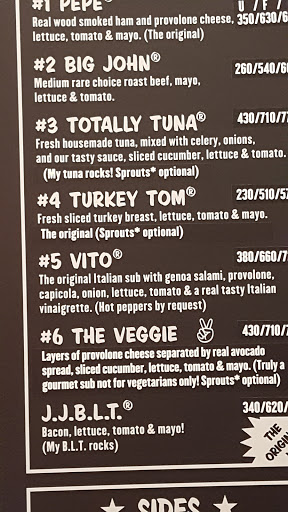 #1 PEPE®
Real wood smoked ham and provolone cheese, 350/630/6
lettuce, tomato & mayo. (The original)
#2 BIG JOHN® 260/540/6
Medium rare choice roast beef, mayo,
lettuce & tomato.
#3 TOTALLY TUNA® 430/710/7
Fresh housemade tuna, mixed with celery, onions,
and our tasty sauce, sliced cucumber, lettuce & tomato.
(My tuna rocks! Sprouts* optional)
#4 TURKEY TOM® 230/510/57
Fresh sliced turkey breast, lettuce, tomato & mayo.
The original (Sprouts* optional)
#5 VITO® 380/660/7
The original Italian sub with genoa salami, provolone,
capicola, onion, lettuce, tomato & a real tasty Italian
vinaigrette. (Hot peppers by request)
#6 THE VEGGIE 430/710/7
Layers of provolone cheese separated by real avocado
spread, sliced cucumber, lettuce, tomato & mayo. (Truly a
gourmet sub not for vegetarians only! Sprouts* optional)
J.J.B.L.T.® 340/620/
Bacon, lettuce, tomato & mayo!
(My B.L.T. rocks)
THE
SIDES